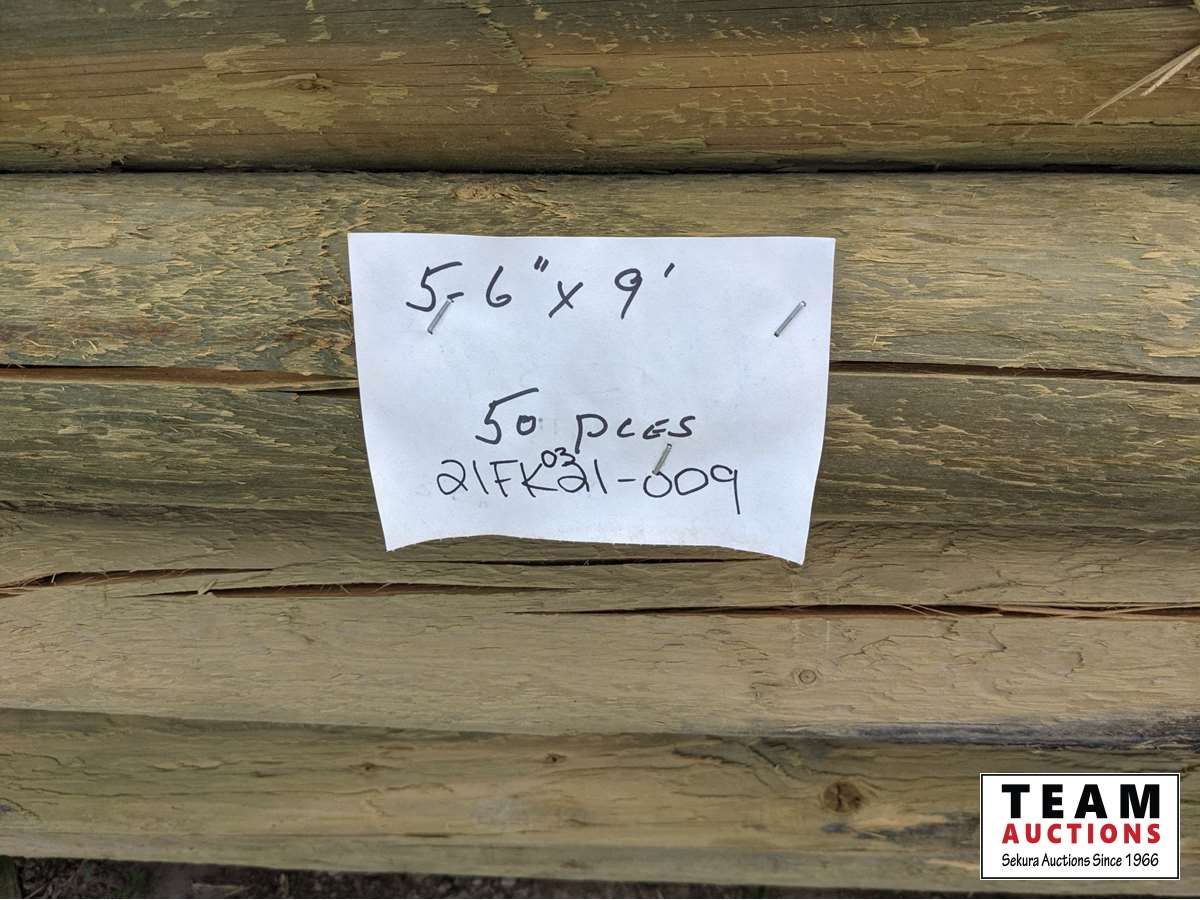 5-6" x 9'
50 PCES
21FK0321-009
TEAM
AUCTIONS
Sekura Auctions Since 1966